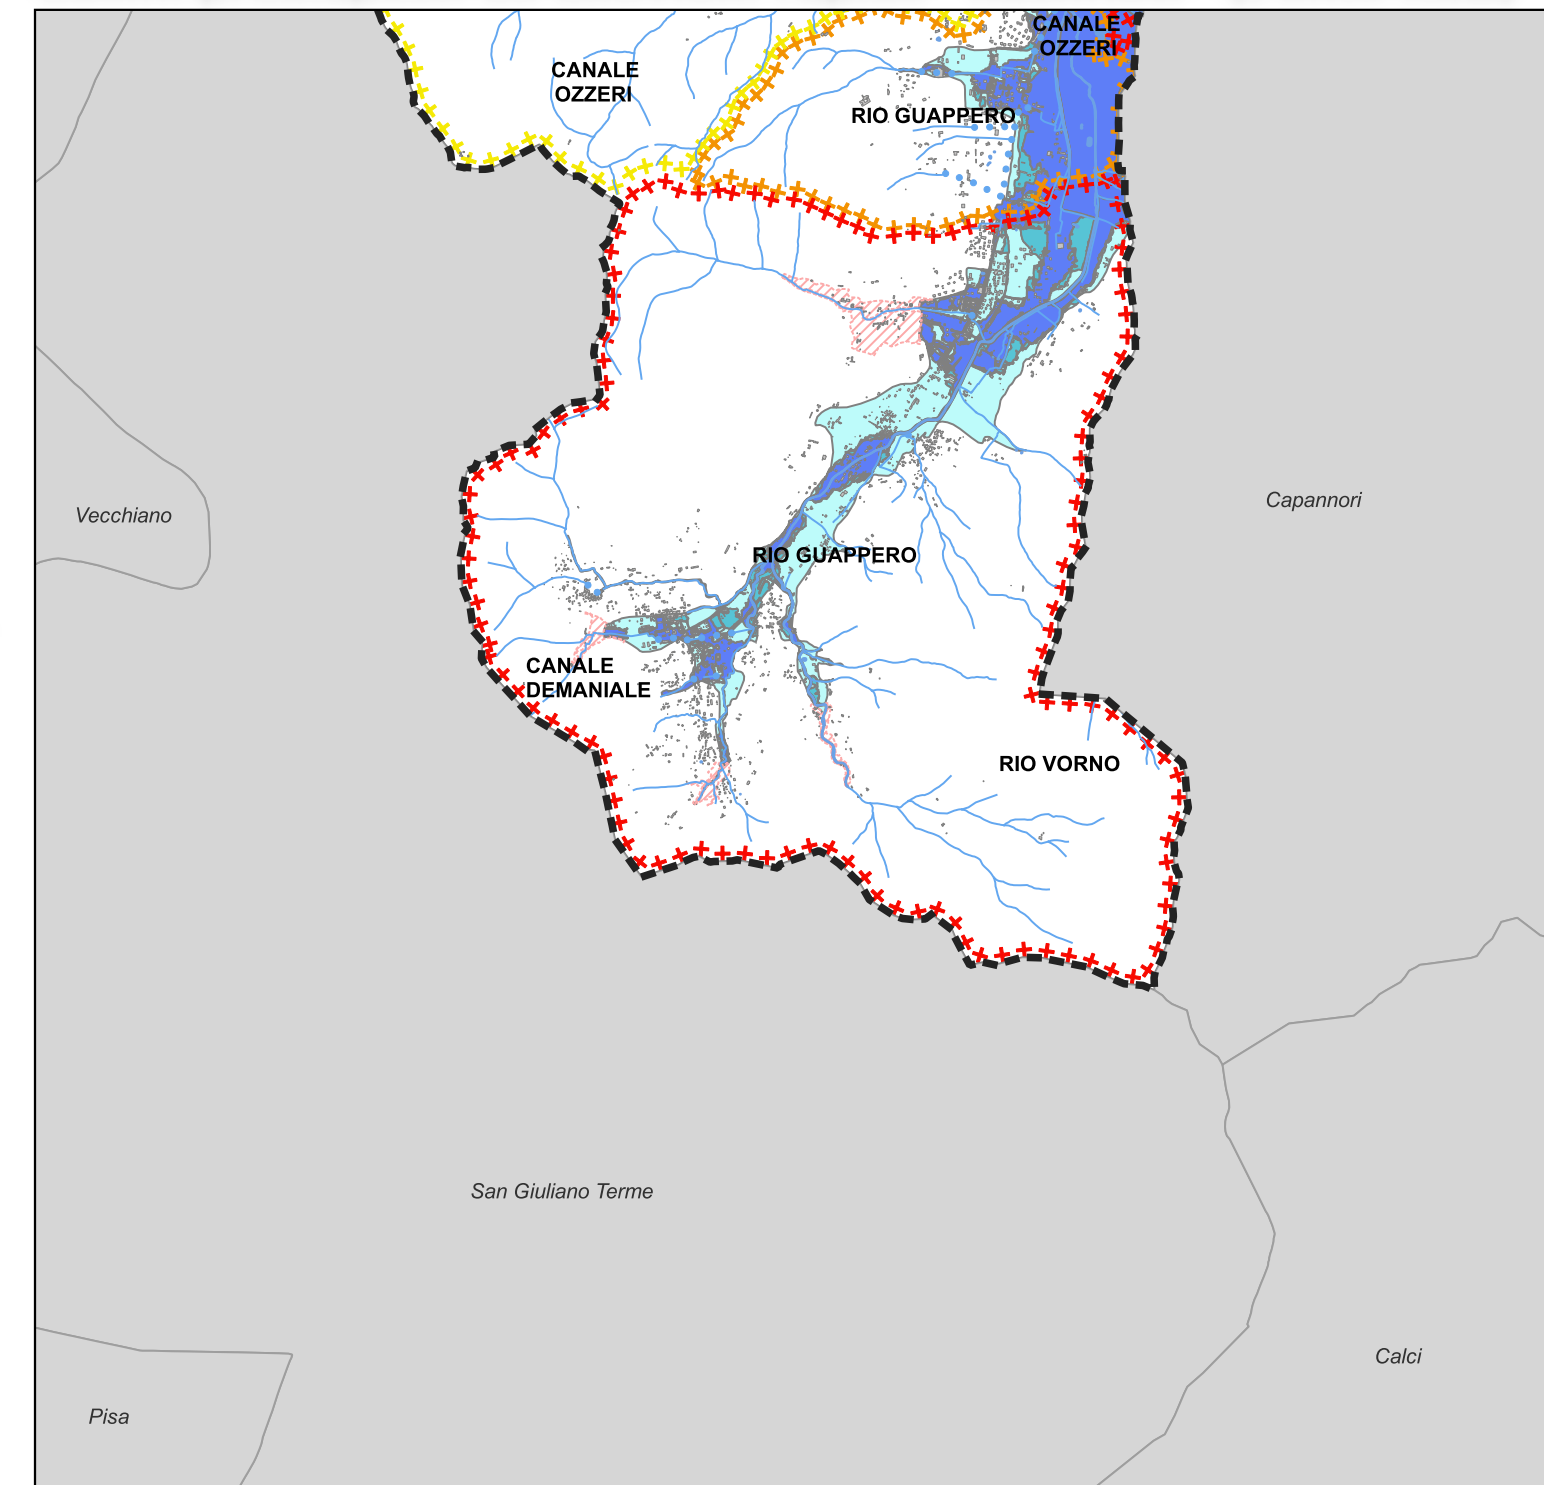 CANALE
OZZERI
CANALE
OZZERI
RIO GUAPPERO
Vecchiano
Capannori
RIO GUAPPERO
CANALE
DEMANIALE
RIO VORNO
San Giuliano Terme
Calci
Pisa